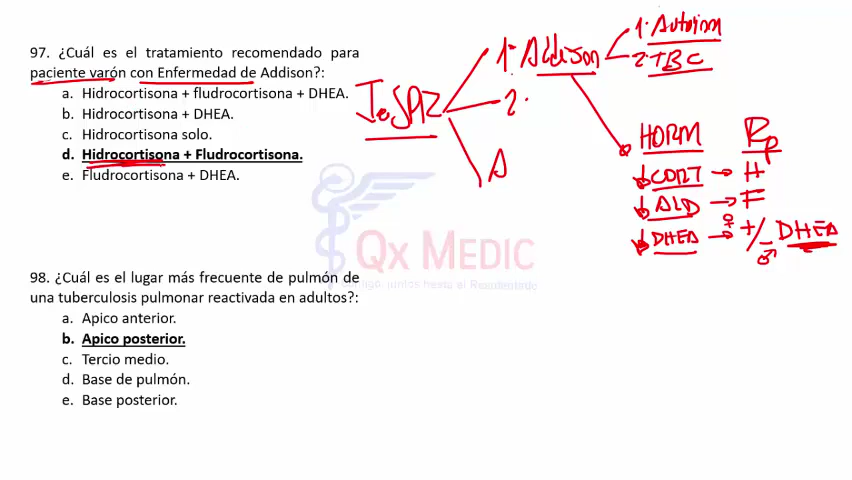 97. ¿Cuál es el tratamiento recomendado para
paciente varón con Enfermedad de Addison?:
a. Hidrocortisona + fludrocortisona + DHEA.
b. Hidrocortisona + DHEA.
c. Hidrocortisona solo.
d. Hidrocortisona + Fludrocortisona.
e. Fludrocortisona + DHEA.
98. ¿Cuál es el lugar más frecuente de pulmón de
una tuberculosis pulmonar reactivada en adultos?:
a. Apico anterior.
b. Apico posterior.
c. Tercio medio.
d. Base de pulmón.
e. Base posterior.
1· Addison
1· Autoinm
2· TBC
2·
A
HORM Rp
↓ CORT → H
↓ ALD → F
↓ DHEA → ♀ +/- ♂ DHEA
Qx MEDIC